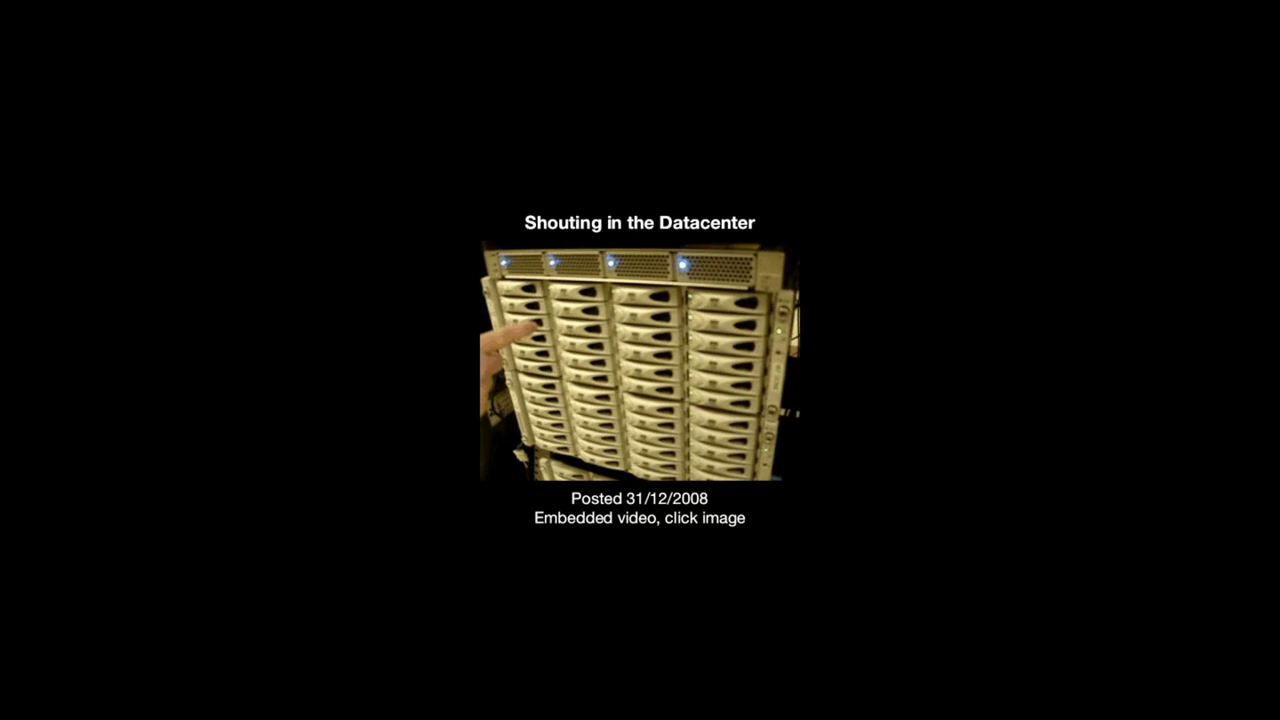 Shouting in the Datacenter
Posted 31/12/2008
Embedded video, click image